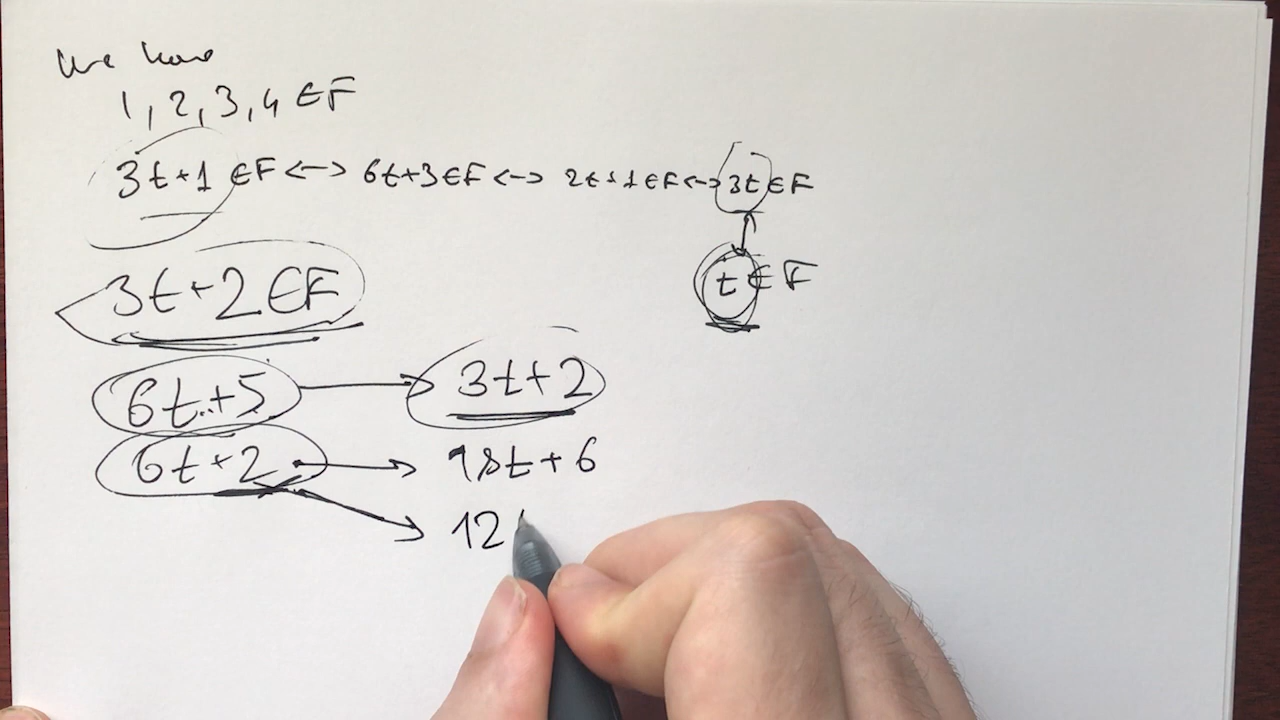 We have
1, 2, 3, 4 ∈ F
3t+1 ∈ F <-> 6t+3 ∈ F <-> 2t+1 ∈ F <-> 3t ∈ F
3t+2 ∈ F
t ∈ F
6t+5 → 3t+2
6t+2 → 18t+6
→ 12